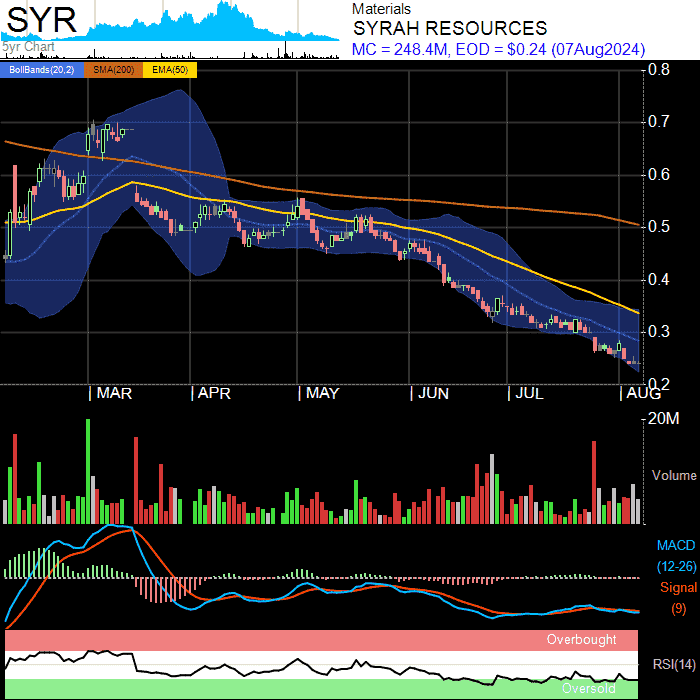 SYR
5yr Chart
Materials
SYRAH RESOURCES
MC = 248.4M, EOD = $0.24 (07Aug2024)
BollBands(20,2) SMA(200) EMA(50)
0.8
0.7
0.6
0.5
0.4
0.3
0.2
MAR APR MAY JUN JUL AUG
20M
Volume
MACD
(12-26)
Signal
(9)
Overbought
RSI(14)
Oversold